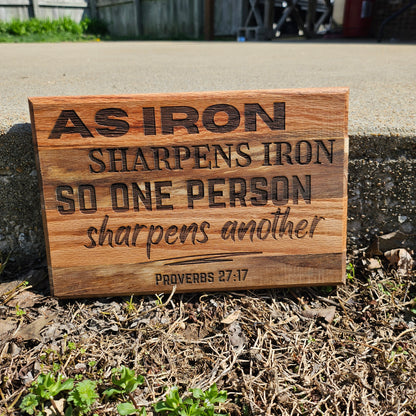 AS IRON
SHARPENS IRON
SO ONE PERSON
sharpens another
PROVERBS 27:17